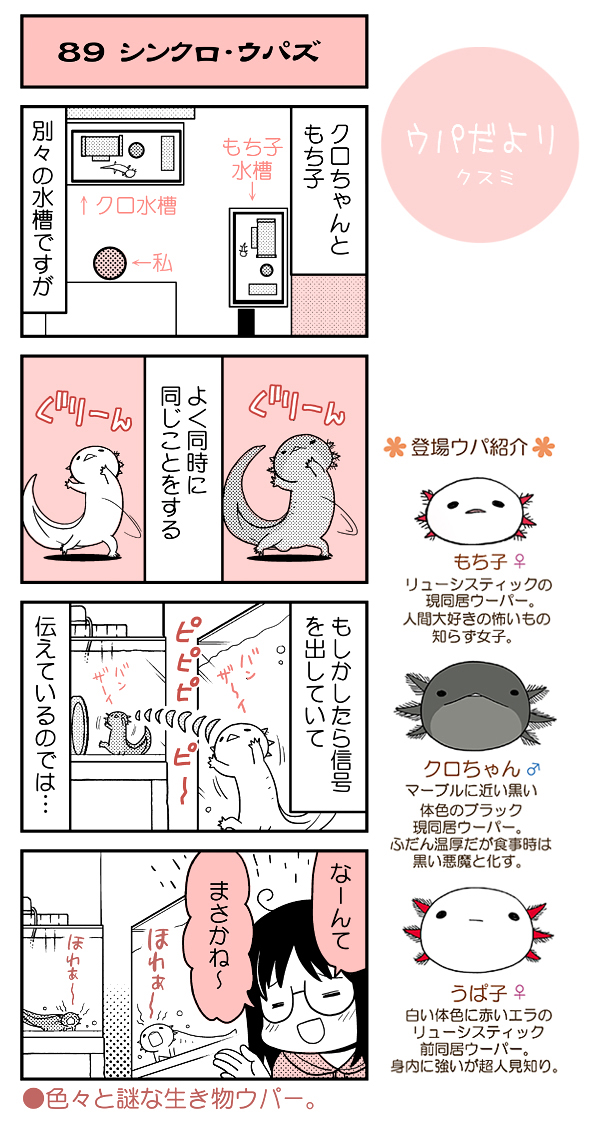 89 シンクロ・ウパズ
ウパだより
クスミ
クロちゃんと
もち子
もち子
水槽
↓
↑クロ水槽
←私
別々の水槽ですが
ぐりーん
よく同時に
同じことをする
ぐりーん
もしかしたら信号
を出していて
バン
ザーイ
ピピピピ―〜
バン
ザーイ
伝えているのでは…
なーんて
まさかね〜
ほわぁ〜
ほわぁ〜
●色々と謎な生き物ウパー。
登場ウパ紹介
もち子♀
リューシスティックの
現同居ウーパー。
人間大好きの怖いもの
知らず女子。
クロちゃん♂
マーブルに近い黒い
体色のブラック
現同居ウーパー。
ふだん温厚だが食事時は
黒い悪魔と化す。
うぱ子♀
白い体色に赤いエラの
リューシスティック
前同居ウーパー。
身内に強いが超人見知り。